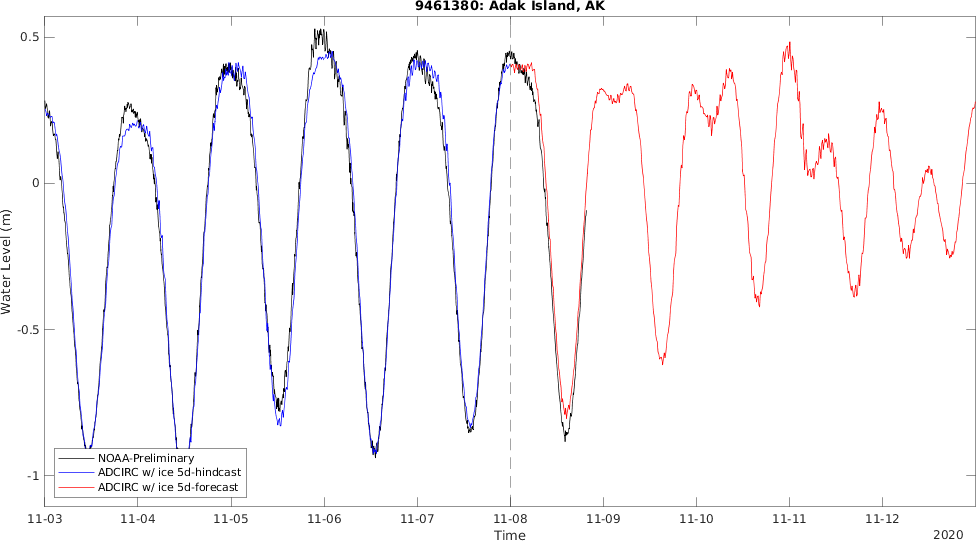 9461380: Adak Island, AK
Water Level (m)
0.5
0
-0.5
-1
NOAA-Preliminary
ADCIRC w/ ice 5d-hindcast
ADCIRC w/ ice 5d-forecast
11-03 11-04 11-05 11-06 11-07 11-08 11-09 11-10 11-11 11-12
Time
2020